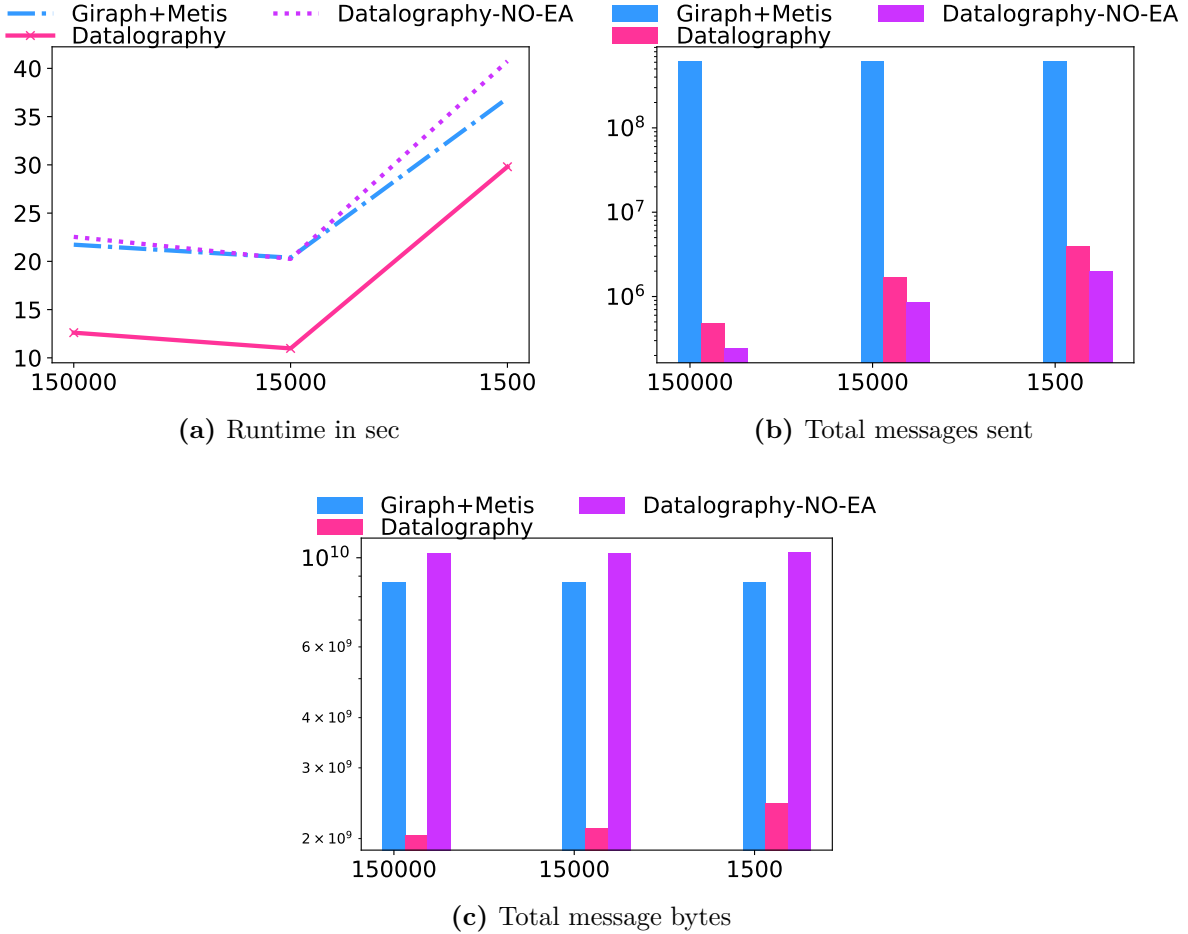 Giraph+Metis
Datalography-NO-EA
Datalography
40
35
30
25
20
15
10
150000
15000
1500
(a) Runtime in sec
Giraph+Metis
Datalography-NO-EA
Datalography
10^8
10^7
10^6
150000
15000
1500
(b) Total messages sent
Giraph+Metis
Datalography-NO-EA
Datalography
10^10
6 × 10^9
4 × 10^9
3 × 10^9
2 × 10^9
150000
15000
1500
(c) Total message bytes